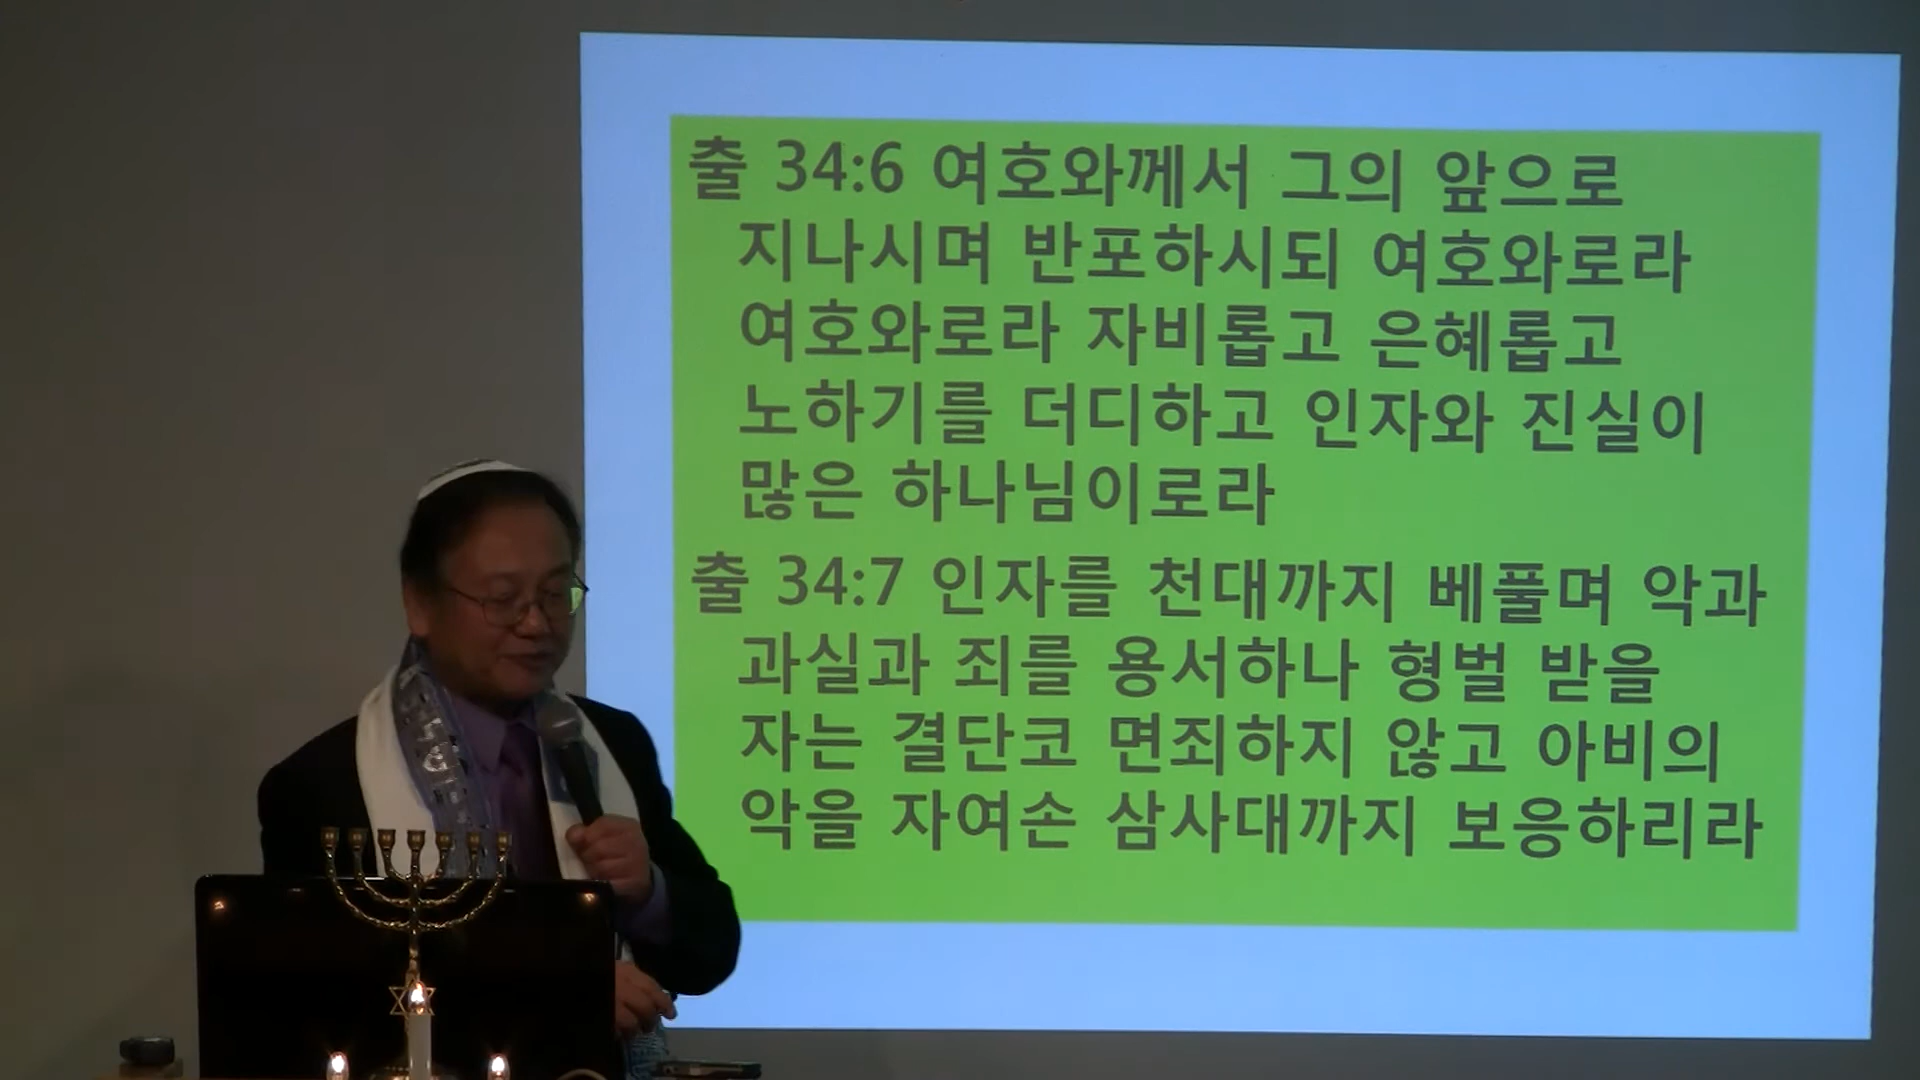 출 34:6 여호와께서 그의 앞으로
지나시며 반포하시되 여호와로라
여호와로라 자비롭고 은혜롭고
노하기를 더디하고 인자와 진실이
많은 하나님이로라
출 34:7 인자를 천대까지 베풀며 악과
과실과 죄를 용서하나 형벌 받을
자는 결단코 면죄하지 않고 아비의
악을 자여손 삼사대까지 보응하리라